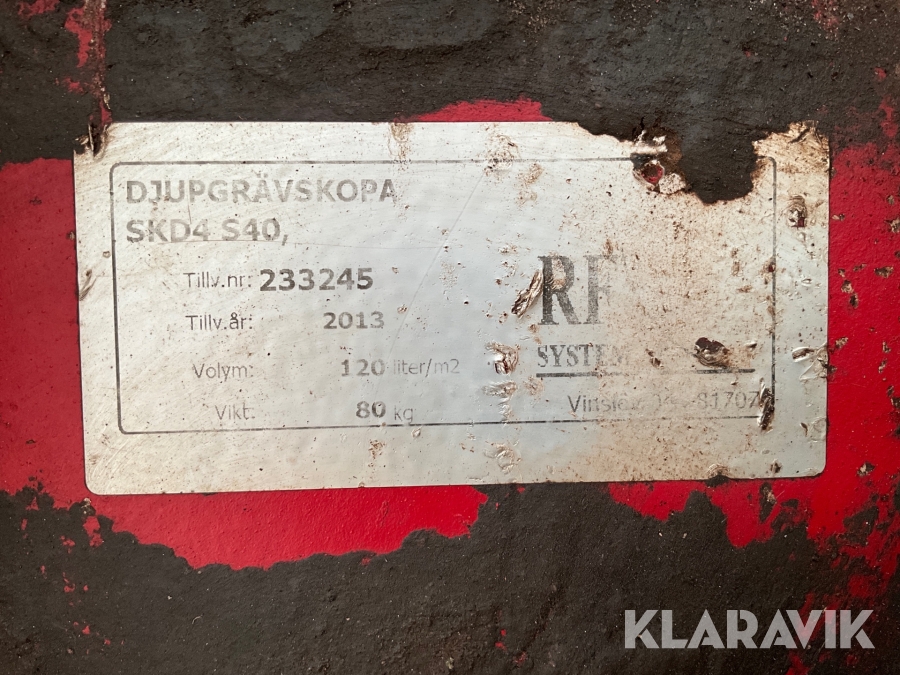 DJUPGRÄVSKOPA
SKD4 S40,
Tillv.nr: 233245
Tillv.år: 2013
Volym: 120 liter/m2
Vikt: 80 kg
RF
SYSTEM
KLARAVIK